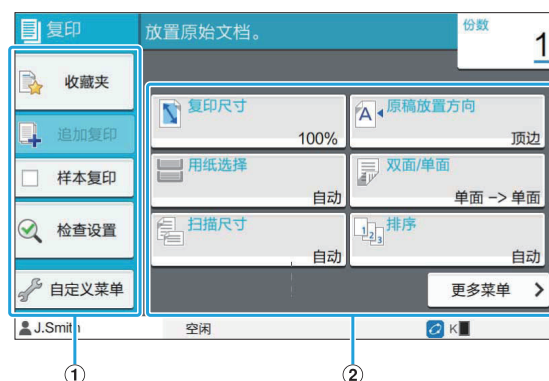 复印
放置原始文档。
份数
1
收藏夹
追加复印
样本复印
检查设置
自定义菜单
复印尺寸
100%
原稿放置方向
顶边
用纸选择
自动
双面/单面
单面 -> 单面
扫描尺寸
自动
排序
自动
更多菜单
J.Smith
空闲
K
1
2